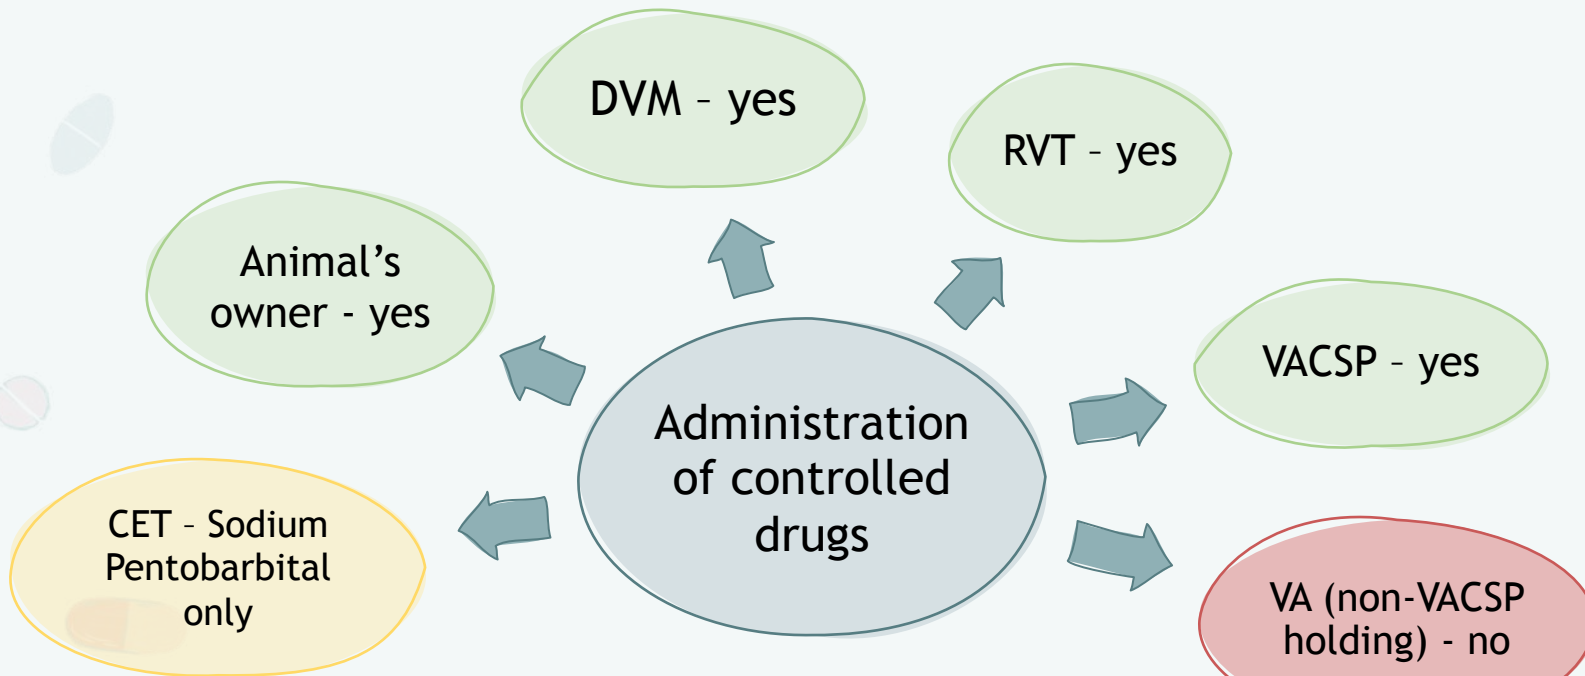 DVM – yes
RVT – yes
Animal’s
owner - yes
VACSP – yes
Administration
of controlled
drugs
CET – Sodium
Pentobarbital
only
VA (non-VACSP
holding) - no